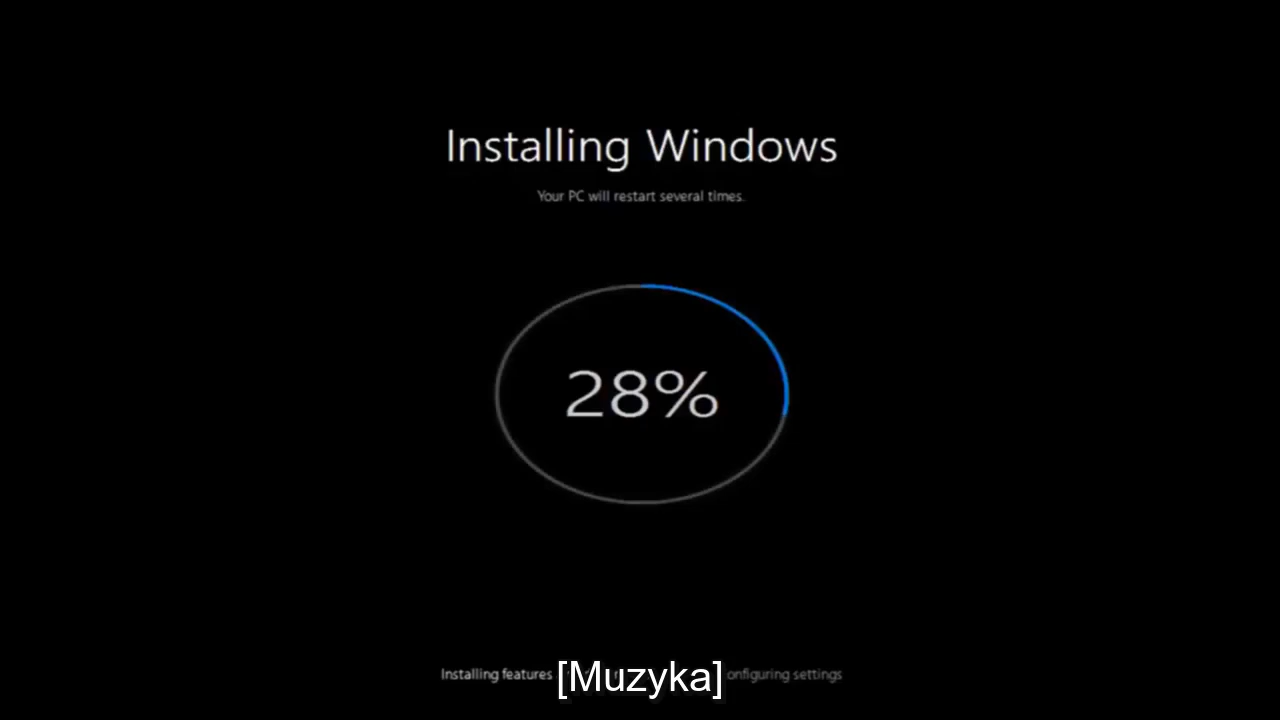 Installing Windows
Your PC will restart several times.
28%
Installing features [Muzyka] onfiguring settings